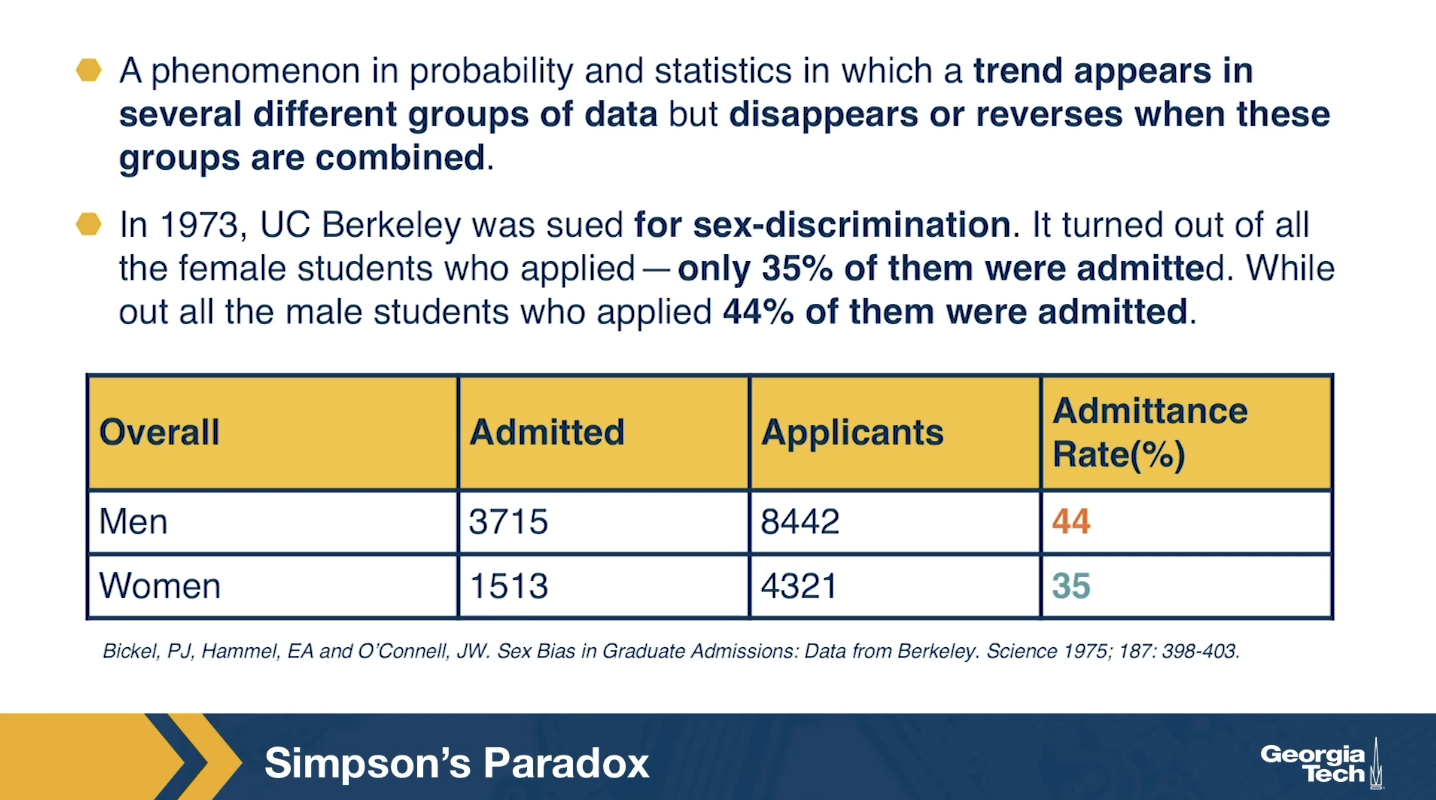 A phenomenon in probability and statistics in which a trend appears in
several different groups of data but disappears or reverses when these
groups are combined.
In 1973, UC Berkeley was sued for sex-discrimination. It turned out of all
the female students who applied — only 35% of them were admitted. While
out all the male students who applied 44% of them were admitted.
Overall Admitted Applicants Admittance
Rate(%)
Men 3715 8442 44
Women 1513 4321 35
Bickel, PJ, Hammel, EA and O'Connell, JW. Sex Bias in Graduate Admissions: Data from Berkeley. Science 1975; 187: 398-403.
Simpson's Paradox
Georgia
Tech